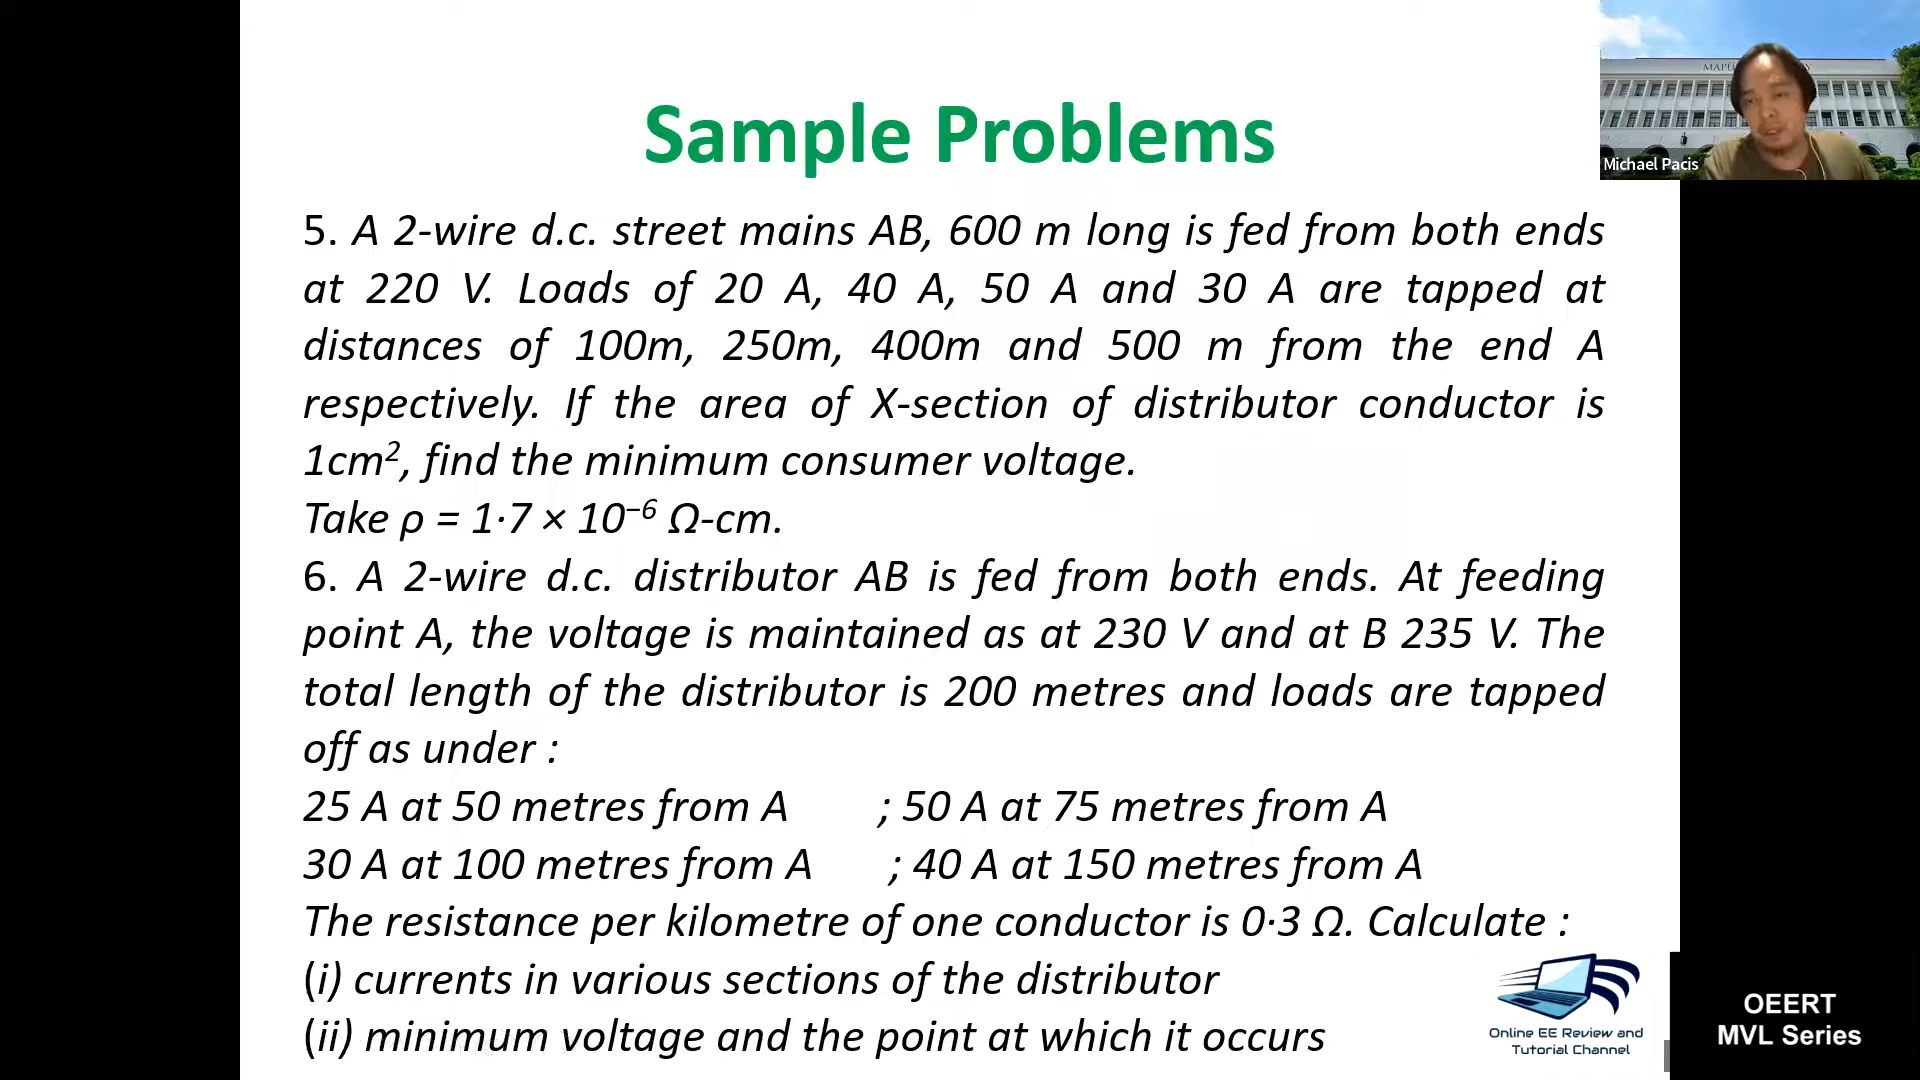 Sample Problems
MAPÚA
Michael Pacis
5. A 2-wire d.c. street mains AB, 600 m long is fed from both ends
at 220 V. Loads of 20 A, 40 A, 50 A and 30 A are tapped at
distances of 100m, 250m, 400m and 500 m from the end A
respectively. If the area of X-section of distributor conductor is
1cm², find the minimum consumer voltage.
Take ρ = 1·7 × 10⁻⁶ Ω-cm.
6. A 2-wire d.c. distributor AB is fed from both ends. At feeding
point A, the voltage is maintained as at 230 V and at B 235 V. The
total length of the distributor is 200 metres and loads are tapped
off as under :
25 A at 50 metres from A ; 50 A at 75 metres from A
30 A at 100 metres from A ; 40 A at 150 metres from A
The resistance per kilometre of one conductor is 0·3 Ω. Calculate :
(i) currents in various sections of the distributor
(ii) minimum voltage and the point at which it occurs
Online EE Review and
Tutorial Channel
OEERT
MVL Series